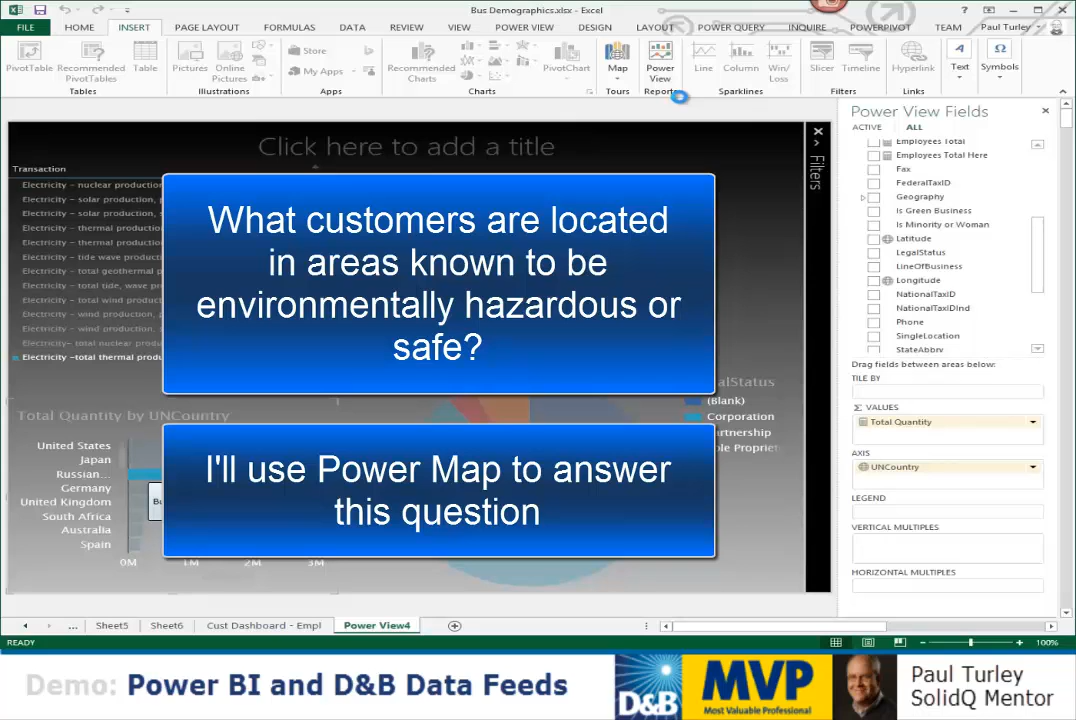 Bus Demographics.xlsx - Excel
FILE
HOME
INSERT
PAGE LAYOUT
FORMULAS
DATA
REVIEW
VIEW
POWER VIEW
DESIGN
LAYOUT
POWER QUERY
INQUIRE
POWERPIVOT
TEAM
Paul Turley
PivotTable
Recommended
PivotTables
Table
Tables
Pictures
Online
Pictures
Illustrations
Store
My Apps
Apps
Recommended
Charts
PivotChart
Charts
Map
Tours
Power
View
Reports
Line
Column
Win/
Loss
Sparklines
Slicer
Timeline
Filters
Hyperlink
Links
Text
Symbols
Click here to add a title
Transaction
Electricity – nuclear production
Electricity – solar production,
Electricity – solar production,
Electricity – thermal production
Electricity – thermal production
Electricity – tide wave production
Electricity – total geothermal p
Electricity – total tide, wave prod
Electricity – total wind product
Electricity – wind production,
Electricity – wind production,
Electricity– total nuclear product
Electricity –total thermal produ
What customers are located
in areas known to be
environmentally hazardous or
safe?
I'll use Power Map to answer
this question
Total Quantity by UNCountry
United States
Japan
Russian...
Germany
United Kingdom
South Africa
Australia
Spain
0M
1M
2M
3M
alStatus
(Blank)
Corporation
rtnership
le Propriet
Filters
Power View Fields
ACTIVE
ALL
Employees Total
Employees Total Here
Fax
FederalTaxID
Geography
Is Green Business
Is Minority or Woman
Latitude
LegalStatus
LineOfBusiness
Longitude
NationalTaxID
NationalTaxIDInd
Phone
SingleLocation
StateAbbrv
Drag fields between areas below:
TILE BY
Σ VALUES
Total Quantity
AXIS
UNCountry
LEGEND
VERTICAL MULTIPLES
HORIZONTAL MULTIPLES
...
Sheet5
Sheet6
Cust Dashboard - Empl
Power View4
READY
100%
Demo: Power BI and D&B Data Feeds
D&B
MVP
Most Valuable Professional
Paul Turley
SolidQ Mentor